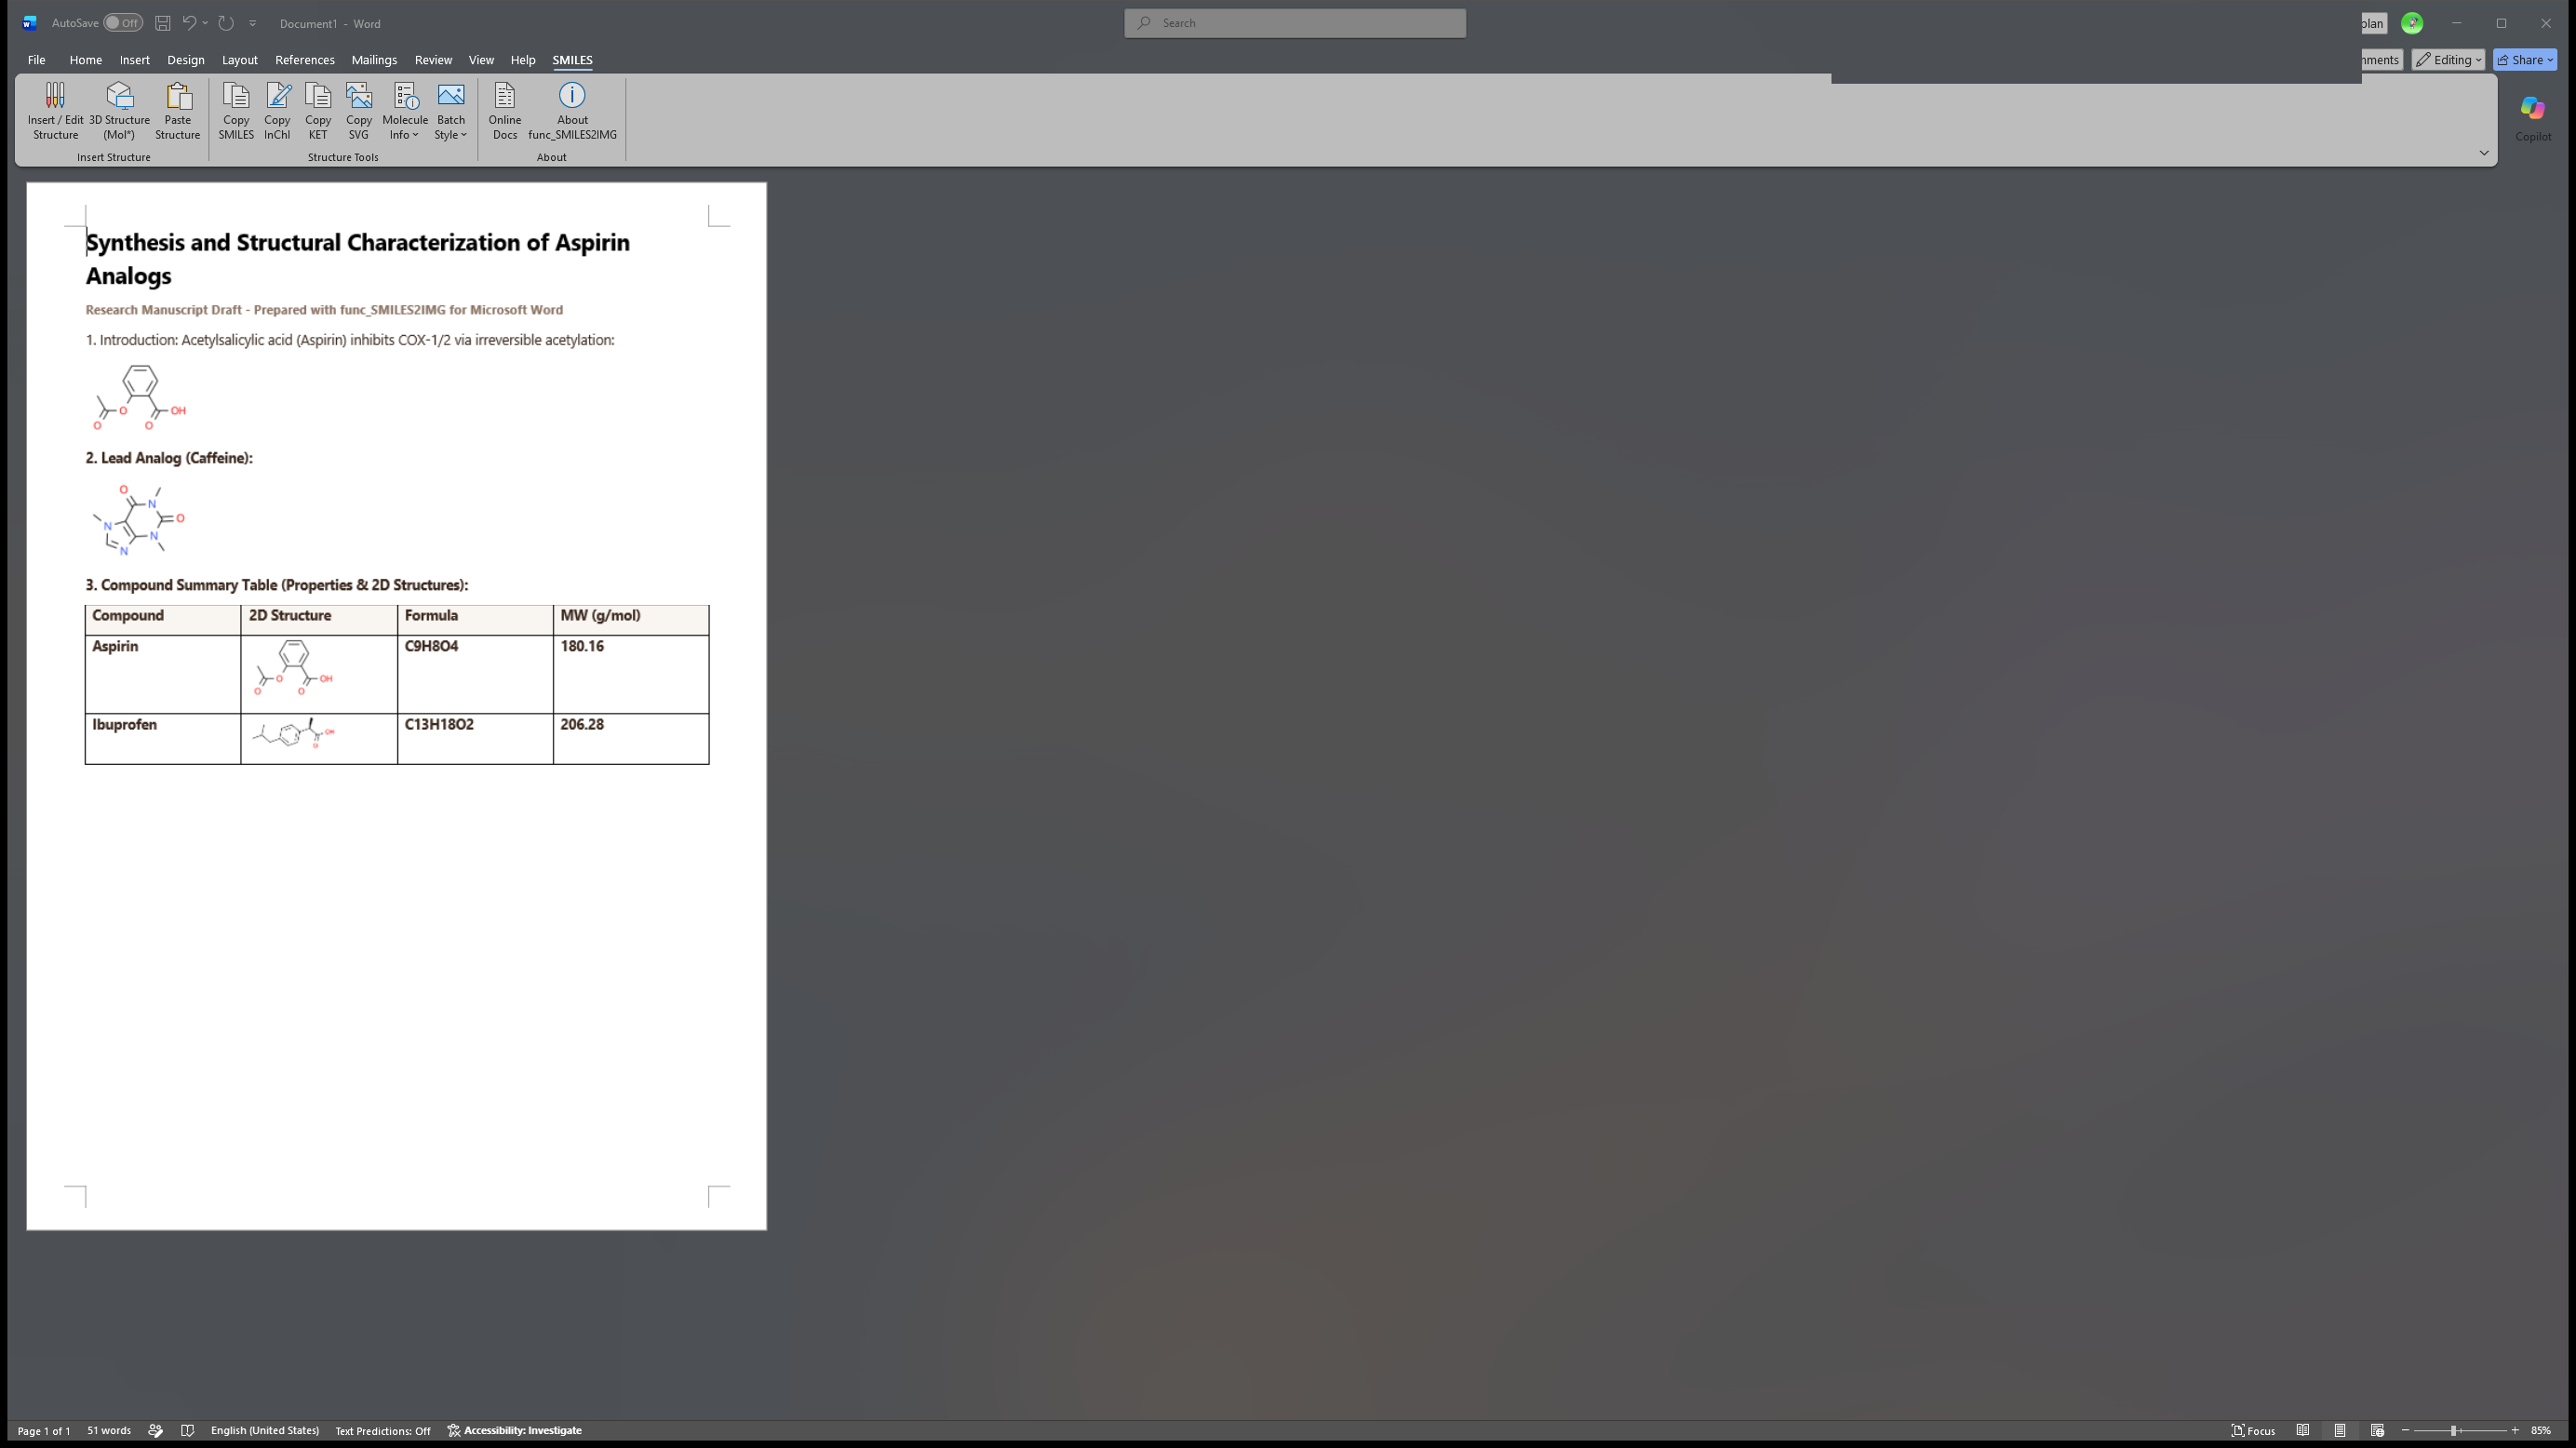 AutoSave Off Document1 - Word Search plan
File Home Insert Design Layout References Mailings Review View Help SMILES Editing Share
Insert / Edit Structure
3D Structure (Mol*)
Paste Structure
Copy SMILES
Copy InChI
Copy KET
Copy SVG
Molecule Info
Batch Style
Online Docs
About func_SMILES2IMG
Copilot
Insert Structure Structure Tools About
Synthesis and Structural Characterization of Aspirin
Analogs
Research Manuscript Draft - Prepared with func_SMILES2IMG for Microsoft Word
1. Introduction: Acetylsalicylic acid (Aspirin) inhibits COX-1/2 via irreversible acetylation:
O OH
O O
2. Lead Analog (Caffeine):
O N
N O
N
N
3. Compound Summary Table (Properties & 2D Structures):
Compound 2D Structure Formula MW (g/mol)
Aspirin C9H8O4 180.16
O OH
O O
Ibuprofen C13H18O2 206.28
OH
O
Page 1 of 1 51 words English (United States) Text Predictions: Off Accessibility: Investigate Focus 85%